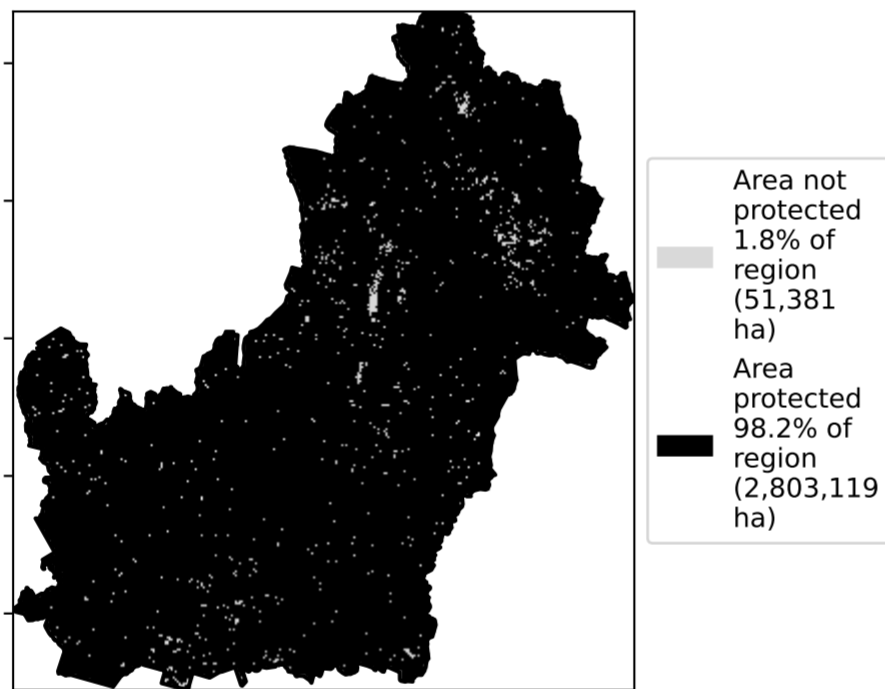 Area not
protected
1.8% of
region
(51,381
ha)
Area
protected
98.2% of
region
(2,803,119
ha)